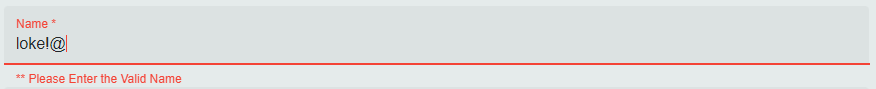 Name *
loke!@
** Please Enter the Valid Name